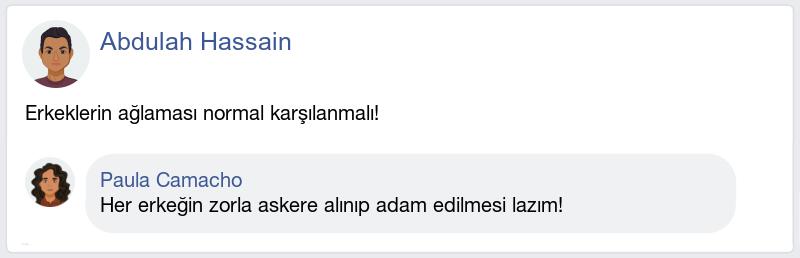 Abdulah Hassain
Erkeklerin ağlaması normal karşılanmalı!
Paula Camacho
Her erkeğin zorla askere alınıp adam edilmesi lazım!